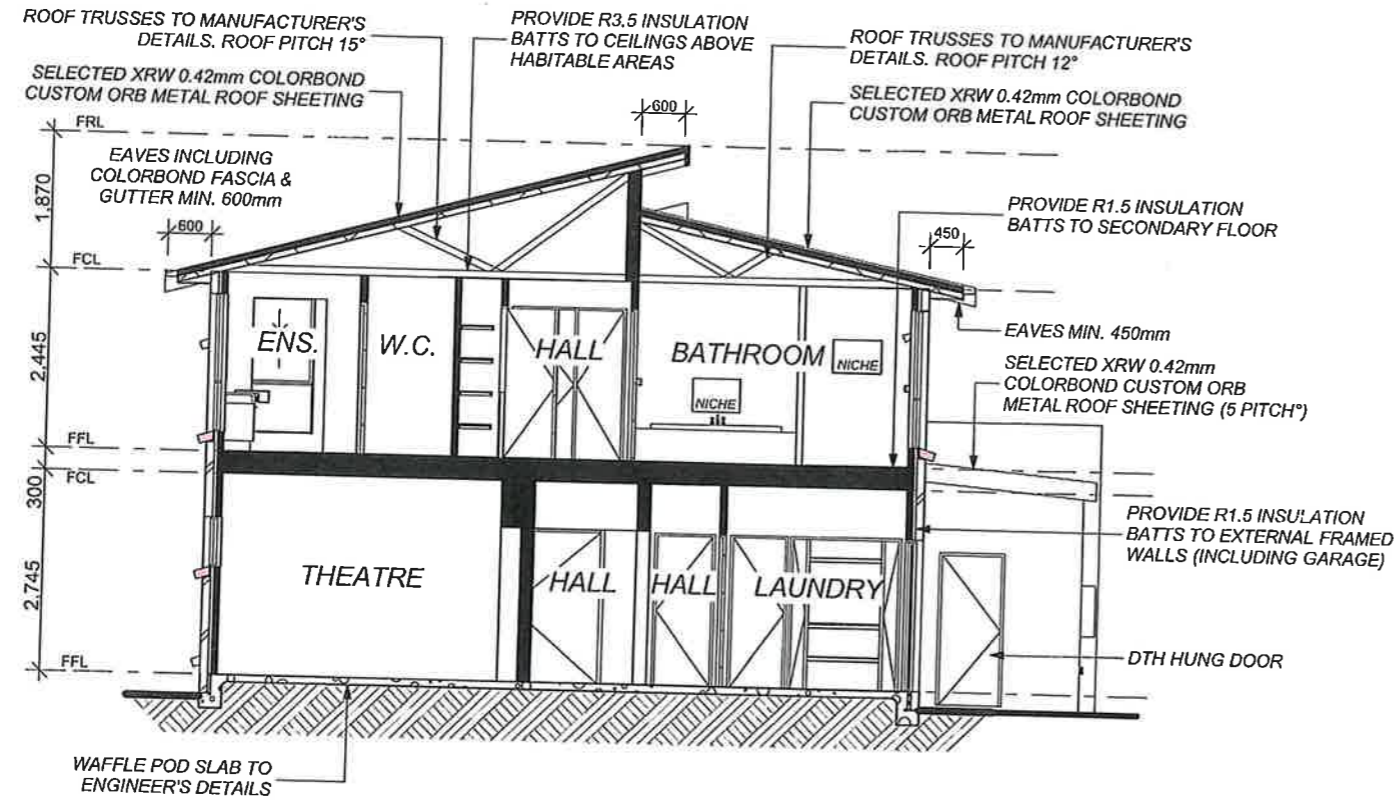 ROOF TRUSSES TO MANUFACTURER'S
DETAILS. ROOF PITCH 15°
SELECTED XRW 0.42mm COLORBOND
CUSTOM ORB METAL ROOF SHEETING
PROVIDE R3.5 INSULATION
BATTS TO CEILINGS ABOVE
HABITABLE AREAS
ROOF TRUSSES TO MANUFACTURER'S
DETAILS. ROOF PITCH 12°
SELECTED XRW 0.42mm COLORBOND
CUSTOM ORB METAL ROOF SHEETING
600
FRL
EAVES INCLUDING
COLORBOND FASCIA &
GUTTER MIN. 600mm
1,870
600
FCL
PROVIDE R1.5 INSULATION
BATTS TO SECONDARY FLOOR
450
EAVES MIN. 450mm
2,445
ENS.
W.C.
HALL
BATHROOM
NICHE
NICHE
SELECTED XRW 0.42mm
COLORBOND CUSTOM ORB
METAL ROOF SHEETING (5 PITCH°)
FFL
300
FCL
PROVIDE R1.5 INSULATION
BATTS TO EXTERNAL FRAMED
WALLS (INCLUDING GARAGE)
2,745
THEATRE
HALL
HALL
LAUNDRY
FFL
DTH HUNG DOOR
WAFFLE POD SLAB TO
ENGINEER'S DETAILS